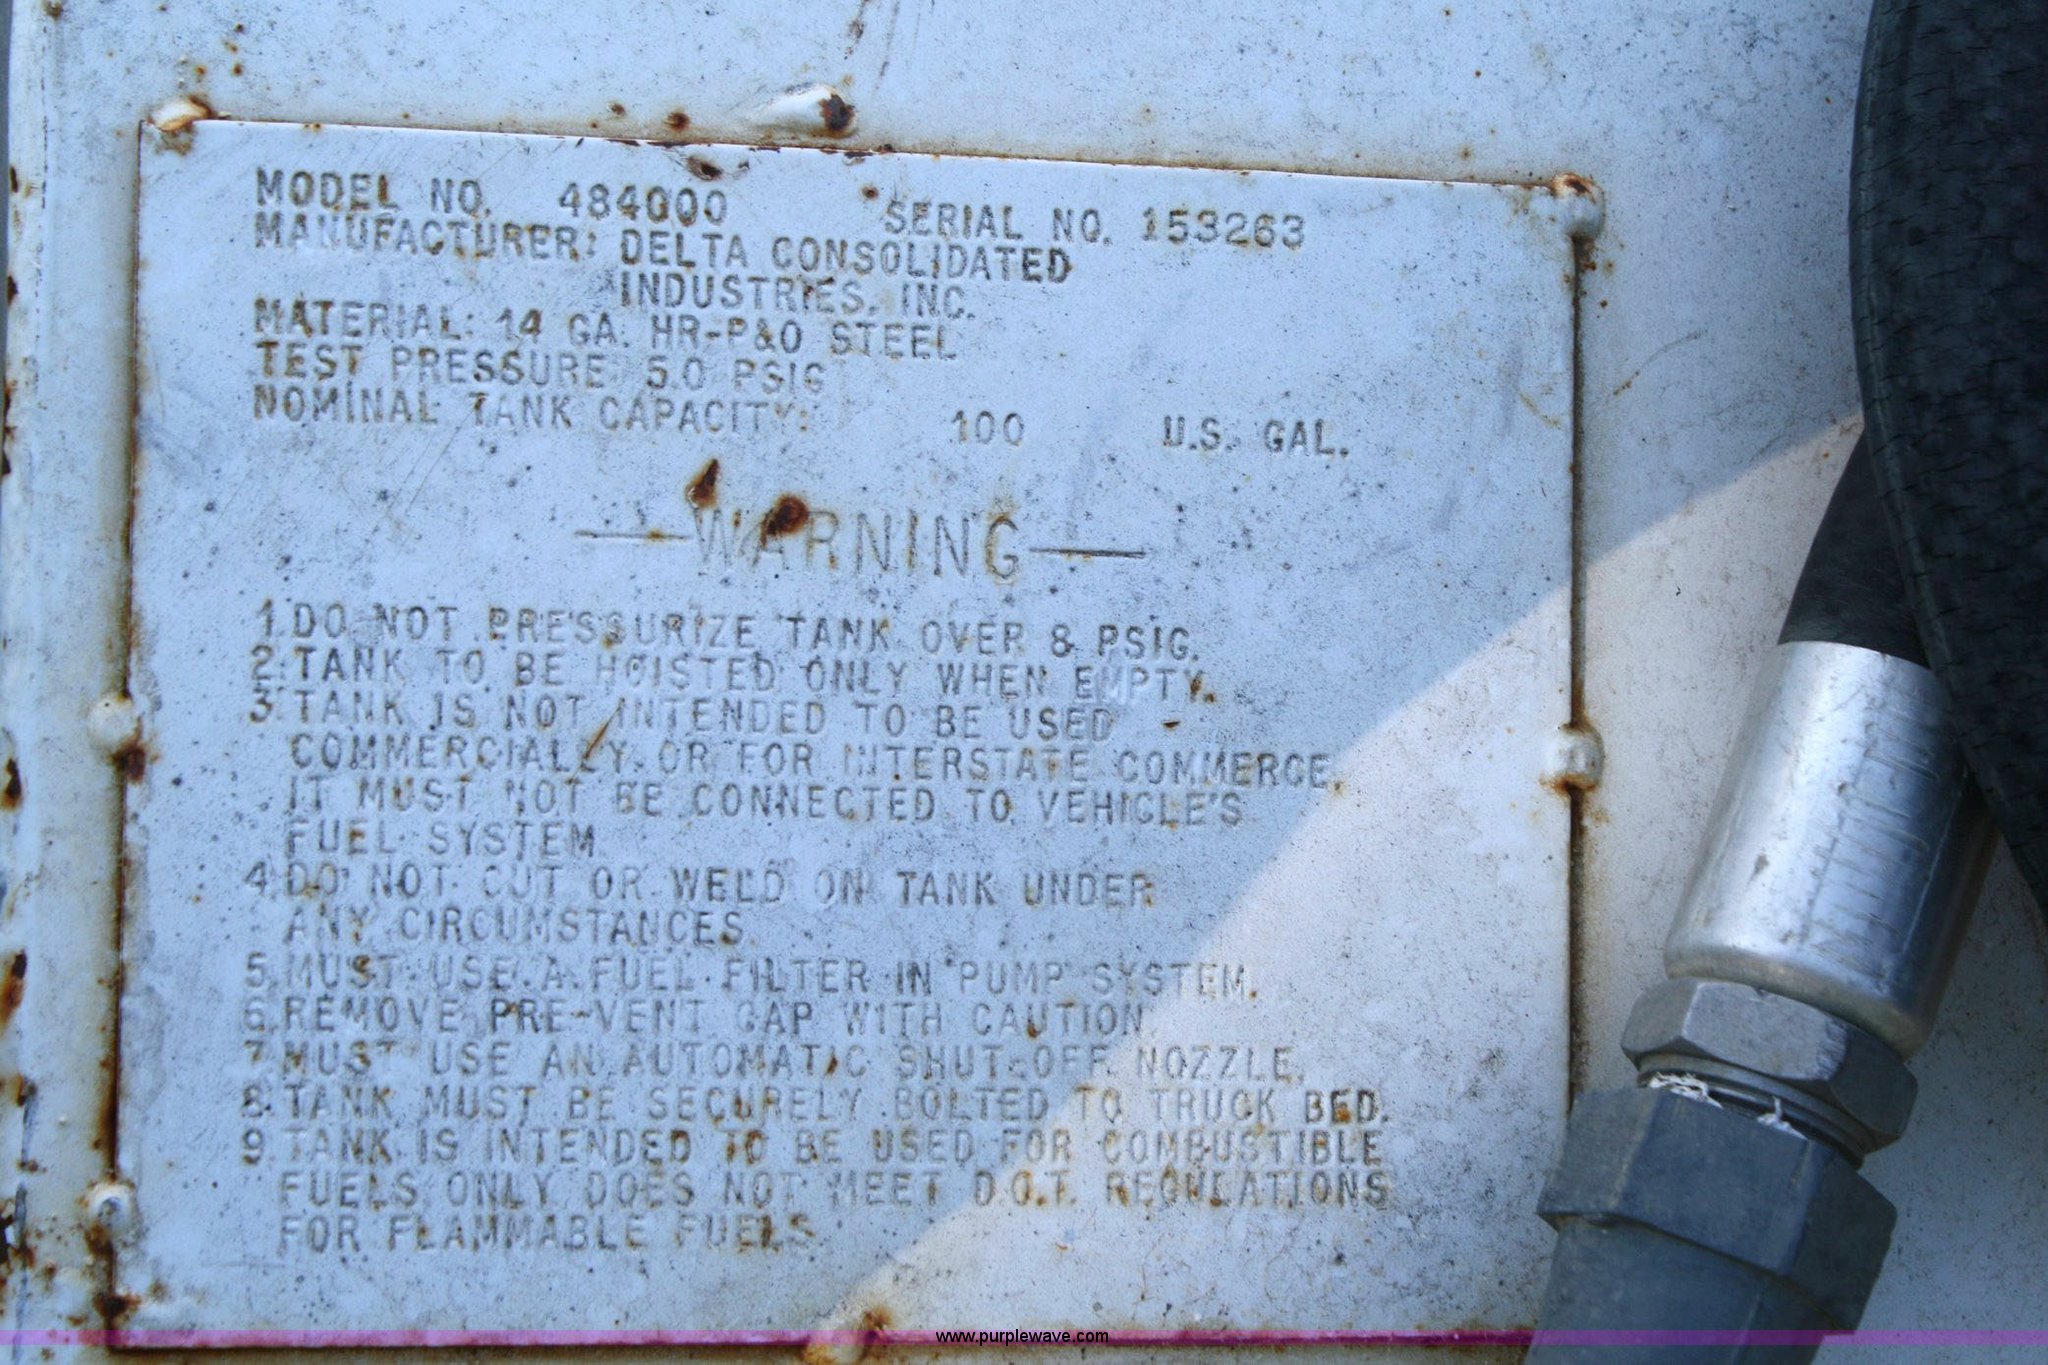 MODEL NO. 484000 SERIAL NO. 153263
MANUFACTURER: DELTA CONSOLIDATED
INDUSTRIES, INC.
MATERIAL: 14 GA. HR-P&O STEEL
TEST PRESSURE: 5.0 PSIG
NOMINAL TANK CAPACITY: 100 U.S. GAL.
—WARNING—
1. DO NOT PRESSURIZE TANK OVER 8 PSIG.
2. TANK TO BE HOISTED ONLY WHEN EMPTY.
3. TANK IS NOT INTENDED TO BE USED
COMMERCIALLY OR FOR INTERSTATE COMMERCE.
IT MUST NOT BE CONNECTED TO VEHICLE'S
FUEL SYSTEM
4. DO NOT CUT OR WELD ON TANK UNDER
ANY CIRCUMSTANCES.
5. MUST USE A FUEL FILTER IN PUMP SYSTEM.
6. REMOVE PRE-VENT CAP WITH CAUTION.
7. MUST USE AN AUTOMATIC SHUT-OFF NOZZLE.
8. TANK MUST BE SECURELY BOLTED TO TRUCK BED.
9. TANK IS INTENDED TO BE USED FOR COMBUSTIBLE
FUELS ONLY DOES NOT MEET D.O.T. REGULATIONS
FOR FLAMMABLE FUELS
www.purplewave.com